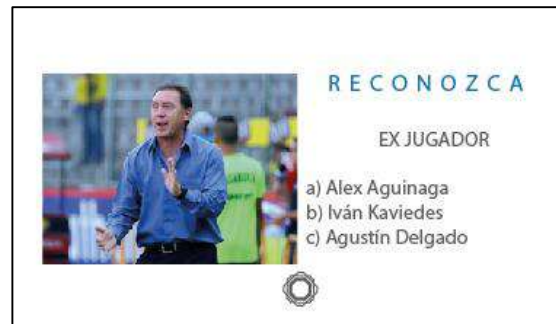 RECONOZCA
EX JUGADOR
a) Alex Aguinaga
b) Iván Kaviedes
c) Agustín Delgado